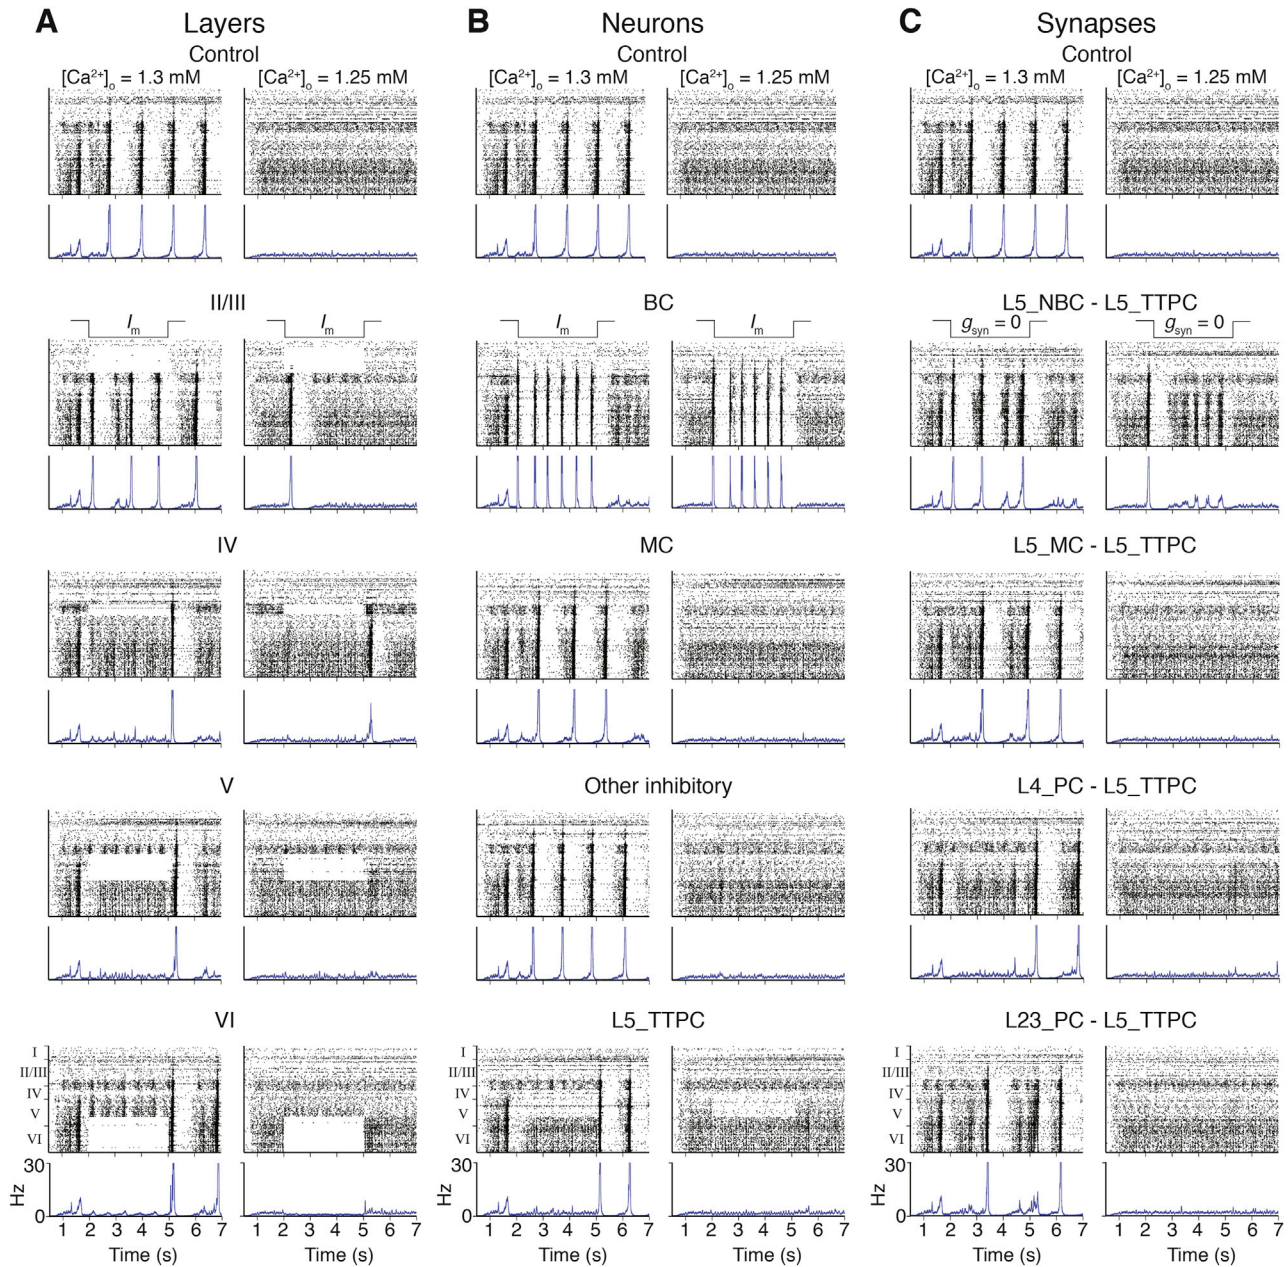 A Layers B Neurons C Synapses
Control Control Control
[Ca²⁺]ₒ = 1.3 mM [Ca²⁺]ₒ = 1.25 mM [Ca²⁺]ₒ = 1.3 mM [Ca²⁺]ₒ = 1.25 mM [Ca²⁺]ₒ = 1.3 mM [Ca²⁺]ₒ = 1.25 mM
II/III BC L5_NBC - L5_TTPC
Im Im Im Im gsyn = 0 gsyn = 0
IV MC L5_MC - L5_TTPC
V Other inhibitory L4_PC - L5_TTPC
VI L5_TTPC L23_PC - L5_TTPC
I I I
II/III II/III II/III
IV IV IV
V V V
VI VI VI
30 30 30
Hz Hz Hz
0 0 0
1 2 3 4 5 6 7 1 2 3 4 5 6 7 1 2 3 4 5 6 7 1 2 3 4 5 6 7 1 2 3 4 5 6 7 1 2 3 4 5 6 7
Time (s) Time (s) Time (s) Time (s) Time (s) Time (s)